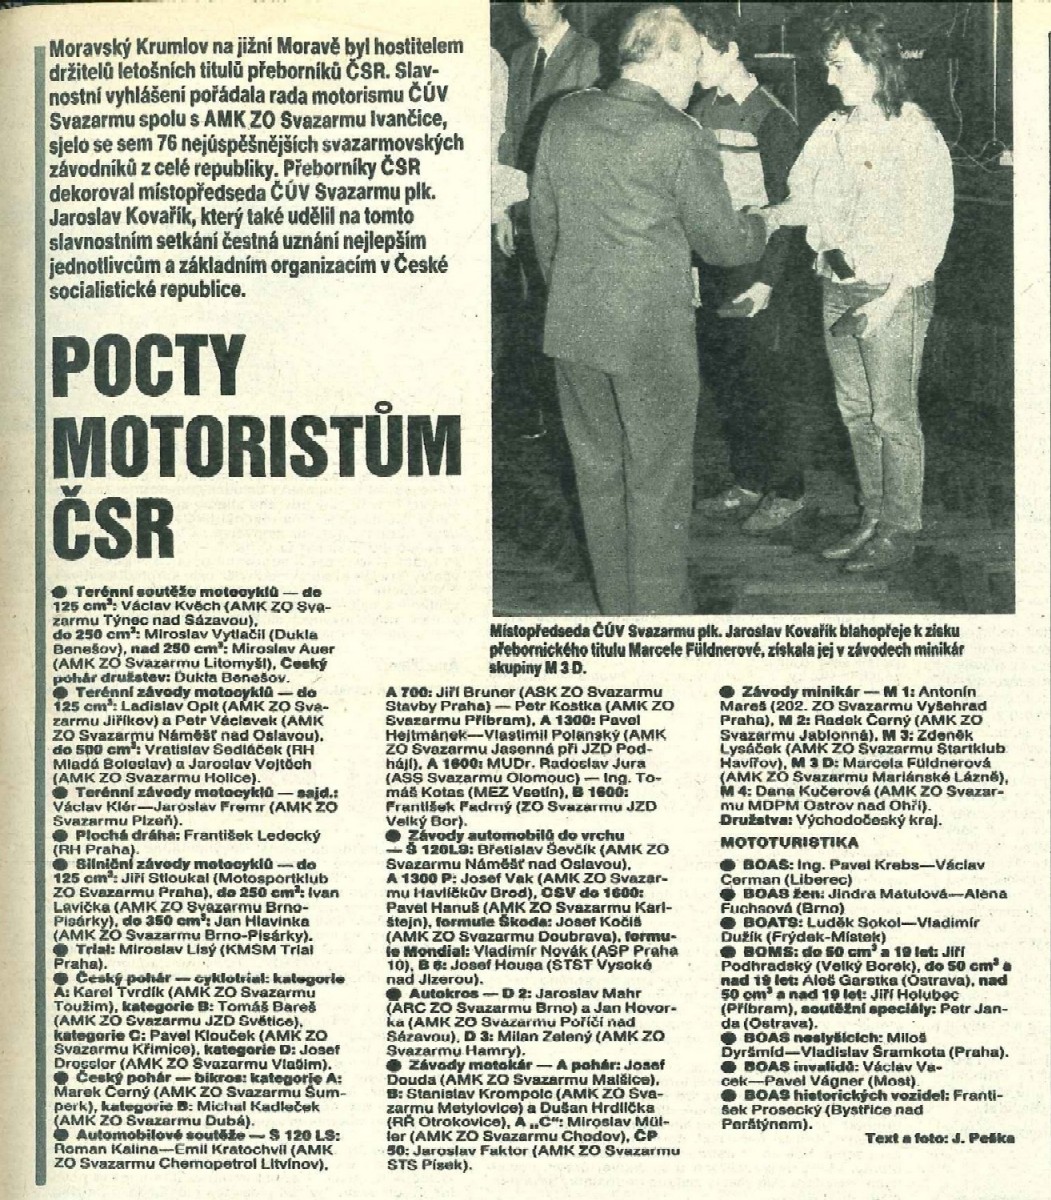 Moravský Krumlov na jižní Moravě byl hostitelem
držitelů letošních titulů přeborníků ČSR. Slav-
nostní vyhlášení pořádala rada motorismu ČÚV
Svazarmu spolu s AMK ZO Svazarmu Ivančice,
sjelo se sem 76 nejúspěšnějších svazarmovských
závodníků z celé republiky. Přeborníky ČSR
dekoroval místopředseda ČÚV Svazarmu plk.
Jaroslav Kovařík, který také udělil na tomto
slavnostním setkání čestná uznání nejlepším
jednotlivcům a základním organizacím v České
socialistické republice.
POCTY
MOTORISTŮM
ČSR
Místopředseda ČÚV Svazarmu plk. Jaroslav Kovařík blahopřeje k zisku
přebornického titulu Marcele Füldnerové, získala jej v závodech minikár
skupiny M 3 D.
● Terénní soutěže motocyklů — do
125 cm³: Václav Kvěch (AMK ZO Sva-
zarmu Týnec nad Sázavou),
do 250 cm³: Miroslav Vytlačil (Dukla
Benešov), nad 250 cm³: Miroslav Auer
(AMK ZO Svazarmu Litomyšl), Český
pohár družstev: Dukla Benešov.
● Terénní závody motocyklů — do
125 cm³: Ladislav Oplt (AMK ZO Sva-
zarmu Jiříkov) a Petr Václavek (AMK
ZO Svazarmu Náměšť nad Oslavou),
do 500 cm³: Vratislav Sedláček (RH
Mladá Boleslav) a Jaroslav Vojtěch
(AMK ZO Svazarmu Holice).
● Terénní závody motocyklů — sajd.:
Václav Klér—Jaroslav Fremr (AMK ZO
Svazarmu Plzeň).
● Plochá dráha: František Ledecký
(RH Praha).
● Silniční závody motocyklů — do
125 cm³: Jiří Stloukal (Motosportklub
ZO Svazarmu Praha), do 250 cm³: Ivan
Lavička (AMK ZO Svazarmu Brno-
Pisárky), do 350 cm³: Jan Hlavinka
(AMK ZO Svazarmu Brno-Pisárky).
● Trial: Miroslav Lisý (KMSM Trial
Praha).
● Český pohár — cyklotrial: kategorie
A: Karel Tvrdík (AMK ZO Svazarmu
Toužim), kategorie B: Tomáš Bareš
(AMK ZO Svazarmu JZD Světice),
kategorie C: Pavel Klouček (AMK ZO
Svazarmu Křimice), kategorie D: Josef
Dressler (AMK ZO Svazarmu Vlašim).
● Český pohár — bikros: kategorie A:
Marek Černý (AMK ZO Svazarmu Šum-
perk), kategorie B: Michal Kadleček
(AMK ZO Svazarmu Dubá).
● Automobilové soutěže — Š 120 LS:
Roman Kalina—Emil Kratochvíl (AMK
ZO Svazarmu Chemopetrol Litvínov),
A 700: Jiří Bruner (ASK ZO Svazarmu
Stavby Praha) — Petr Kostka (AMK ZO
Svazarmu Příbram), A 1300: Pavel
Hejtmánek—Vlastimil Polanský (AMK
ZO Svazarmu Jasenná při JZD Pod-
hájí), A 1600: MUDr. Radoslav Jura
(ASS Svazarmu Olomouc) — Ing. To-
máš Kotas (MEZ Vsetín), B 1600:
František Fadrný (ZO Svazarmu JZD
Velký Bor).
● Závody automobilů do vrchu
— Š 120LS: Břetislav Ševčík (AMK ZO
Svazarmu Náměšť nad Oslavou),
A 1300 P: Josef Vak (AMK ZO Svazar-
mu Havlíčkův Brod), CSV do 1600:
Pavel Hanuš (AMK ZO Svazarmu Karl-
štejn), formule Škoda: Josef Kočiš
(AMK ZO Svazarmu Doubrava), formu-
le Mondial: Vladimír Novák (ASP Praha
10), B 6: Josef Housa (STST Vysoké
nad Jizerou).
● Autokros — D 2: Jaroslav Mahr
(ARC ZO Svazarmu Brno) a Jan Hovor-
ka (AMK ZO Svazarmu Poříčí nad
Sázavou), D 3: Milan Zelený (AMK ZO
Svazarmu Hamry).
● Závody motokár — A pohár: Josef
Douda (AMK ZO Svazarmu Malšice),
B: Stanislav Krompolc (AMK ZO Sva-
zarmu Metylovice) a Dušan Hrdlička
(RŘ Otrokovice), A „C": Miroslav Mül-
ler (AMK ZO Svazarmu Chodov), ČP
50: Jaroslav Faktor (AMK ZO Svazarmu
STS Písek).
● Závody minikár — M 1: Antonín
Mareš (202. ZO Svazarmu Vyšehrad
Praha), M 2: Radek Černý (AMK ZO
Svazarmu Jablonná), M 3: Zdeněk
Lysáček (AMK ZO Svazarmu Startklub
Havířov), M 3 D: Marcela Füldnerová
(AMK ZO Svazarmu Mariánské Lázně),
M 4: Dana Kučerová (AMK ZO Svazar-
mu MDPM Ostrov nad Ohří).
Družstva: Východočeský kraj.
MOTOTURISTIKA
● BOAS: Ing. Pavel Krebs—Václav
Cerman (Liberec)
● BOAS žen: Jindra Matulová—Alena
Fuchsová (Brno)
● BOATS: Luděk Sokol—Vladimír
Dužík (Frýdek-Místek)
● BOMS: do 50 cm³ a 19 let: Jiří
Podhradský (Velký Borek), do 50 cm³ a
nad 19 let: Aleš Garstka (Ostrava), nad
50 cm³ a nad 19 let: Jiří Holubec
(Příbram), soutěžní speciály: Petr Jan-
da (Ostrava).
● BOAS neslyšících: Miloš
Dyršmíd—Vladislav Šramkota (Praha).
● BOAS invalidů: Václav Va-
cek—Pavel Vágner (Most).
● BOAS historických vozidel: Franti-
šek Prosecký (Bystřice nad
Perštýnem).
Text a foto: J. Peška